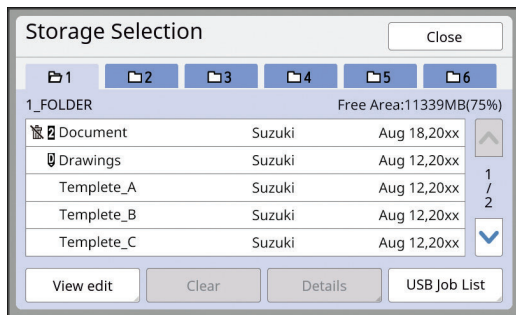 Storage Selection
Close
1 2 3 4 5 6
1_FOLDER Free Area:11339MB(75%)
2 Document Suzuki Aug 18,20xx
Drawings Suzuki Aug 12,20xx
Templete_A Suzuki Aug 12,20xx
Templete_B Suzuki Aug 12,20xx
Templete_C Suzuki Aug 12,20xx
1
/
2
View edit Clear Details USB Job List